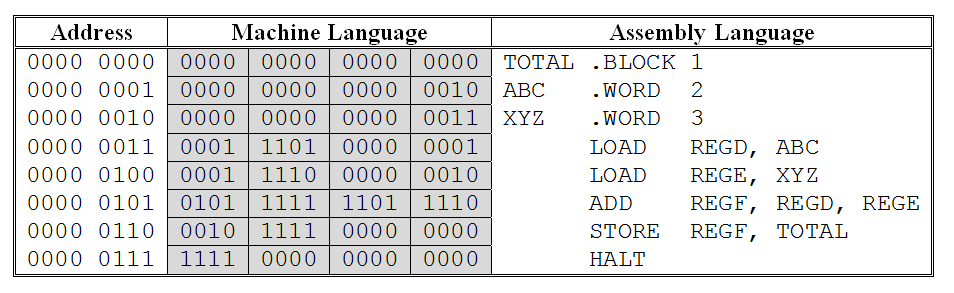 Address Machine Language Assembly Language
0000 0000 0000 0000 0000 0000 TOTAL .BLOCK 1
0000 0001 0000 0000 0000 0010 ABC .WORD 2
0000 0010 0000 0000 0000 0011 XYZ .WORD 3
0000 0011 0001 1101 0000 0001 LOAD REGD, ABC
0000 0100 0001 1110 0000 0010 LOAD REGE, XYZ
0000 0101 0101 1111 1101 1110 ADD REGF, REGD, REGE
0000 0110 0010 1111 0000 0000 STORE REGF, TOTAL
0000 0111 1111 0000 0000 0000 HALT